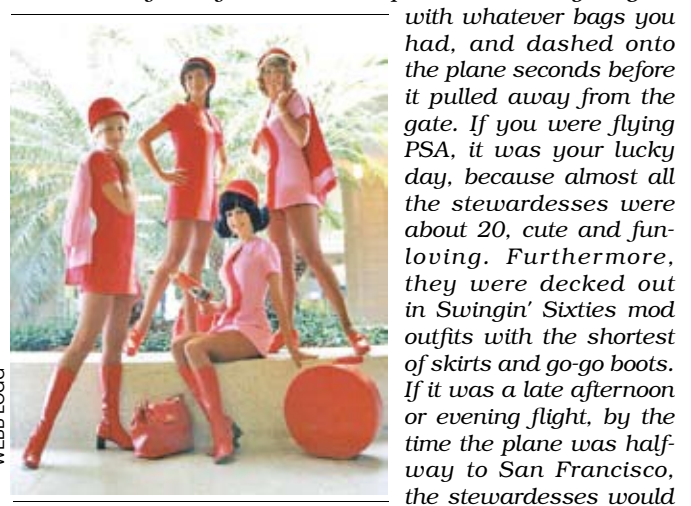 with whatever bags you
had, and dashed onto
the plane seconds before
it pulled away from the
gate. If you were flying
PSA, it was your lucky
day, because almost all
the stewardesses were
about 20, cute and fun-
loving. Furthermore,
they were decked out
in Swingin' Sixties mod
outfits with the shortest
of skirts and go-go boots.
If it was a late afternoon
or evening flight, by the
time the plane was half-
way to San Francisco,
the stewardesses would